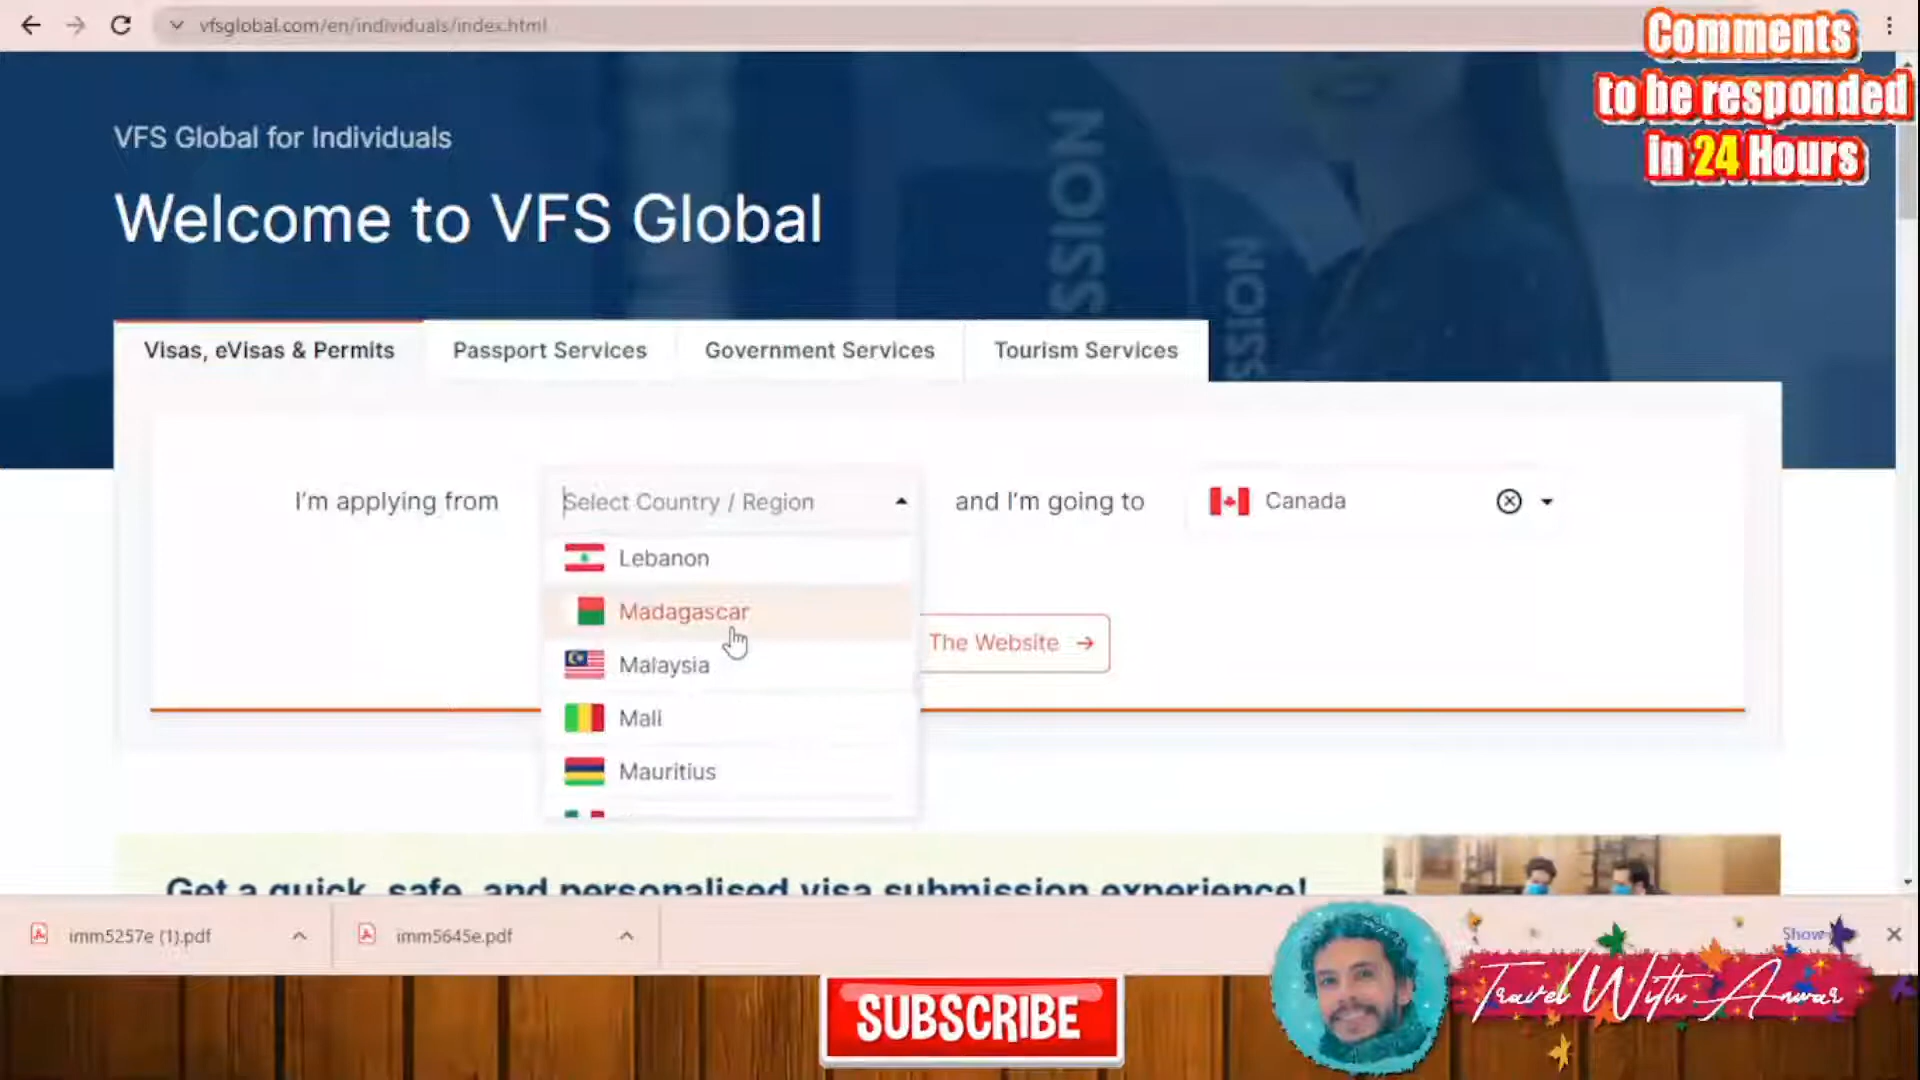 vfsglobal.com/en/individuals/index.html
Comments
to be responded
in 24 Hours
VFS Global for Individuals
Welcome to VFS Global
SSION
SSION
Visas, eVisas & Permits
Passport Services
Government Services
Tourism Services
I'm applying from
Select Country / Region
and I'm going to
Canada
Lebanon
Madagascar
The Website
Malaysia
Mali
Mauritius
Get a quick, safe, and personalised visa submission experience!
imm5257e (1).pdf
imm5645e.pdf
Show
SUBSCRIBE
Travel With Anwar